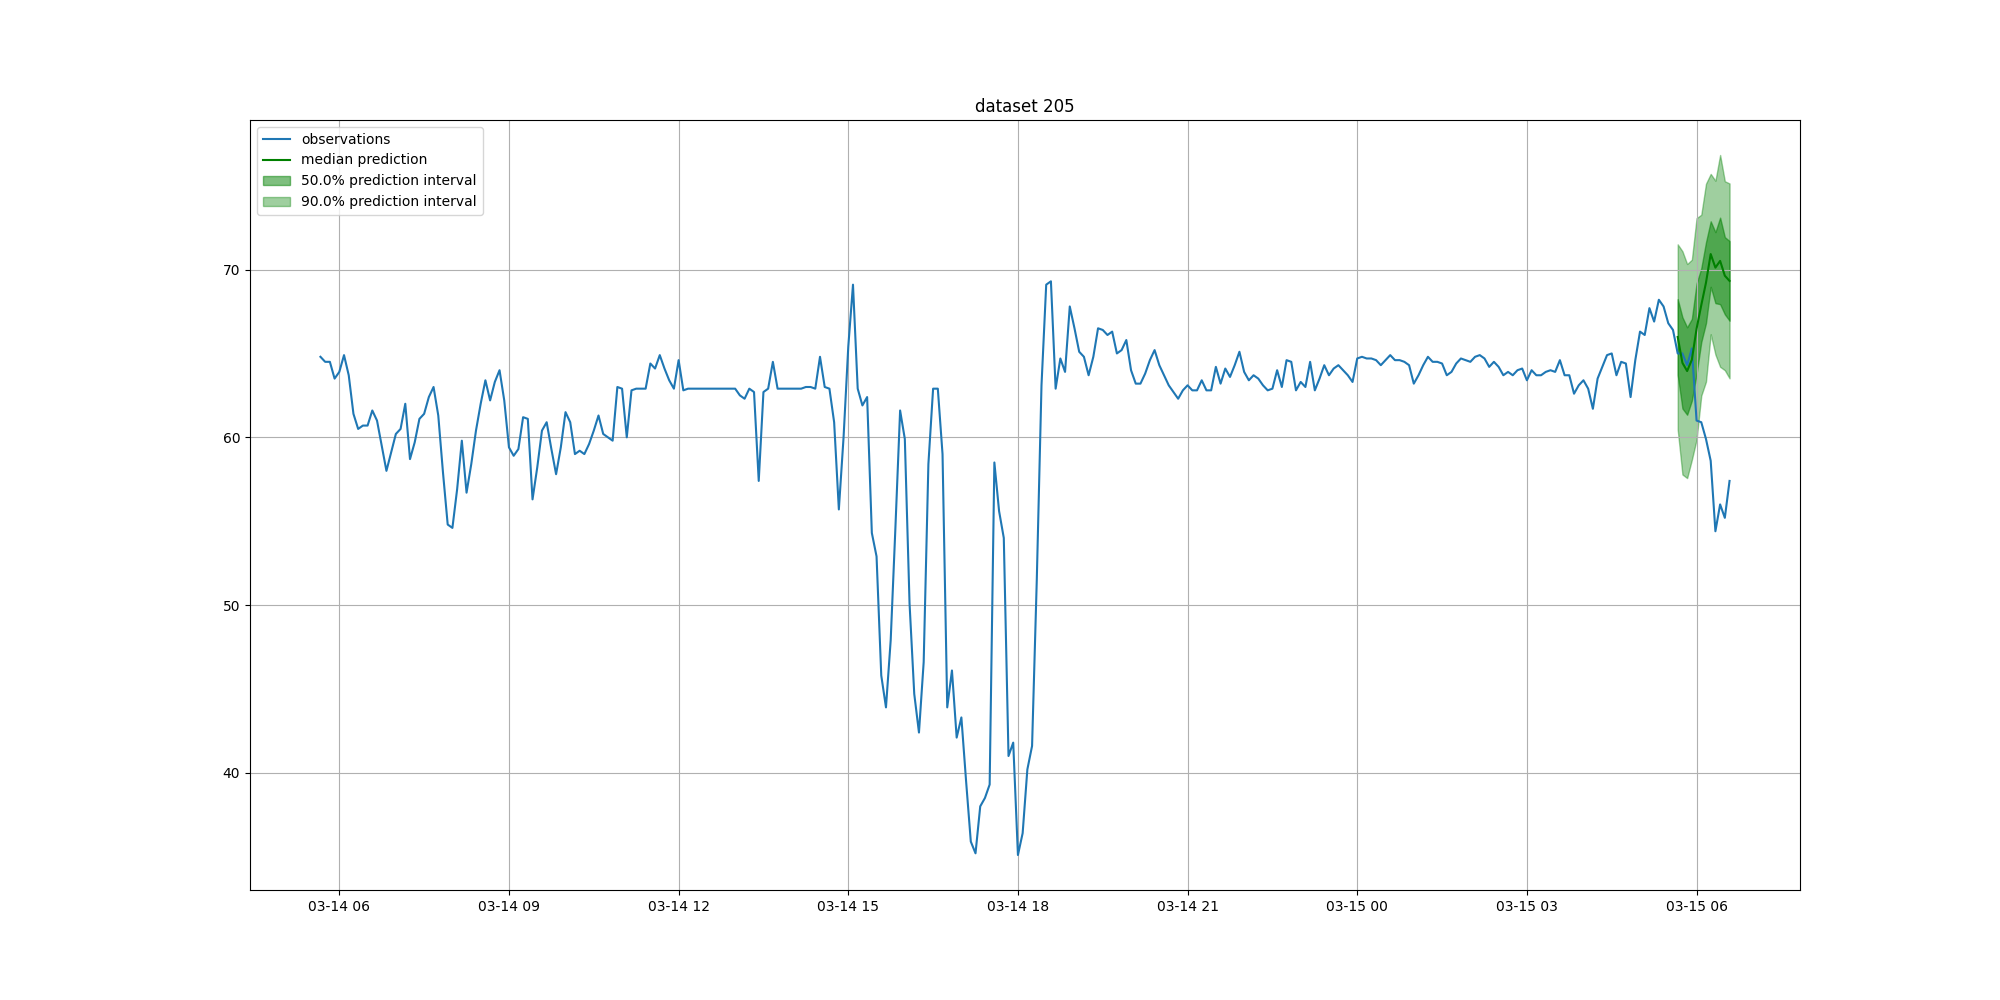 dataset 205
observations
median prediction
50.0% prediction interval
90.0% prediction interval
70
60
50
40
03-14 06
03-14 09
03-14 12
03-14 15
03-14 18
03-14 21
03-15 00
03-15 03
03-15 06